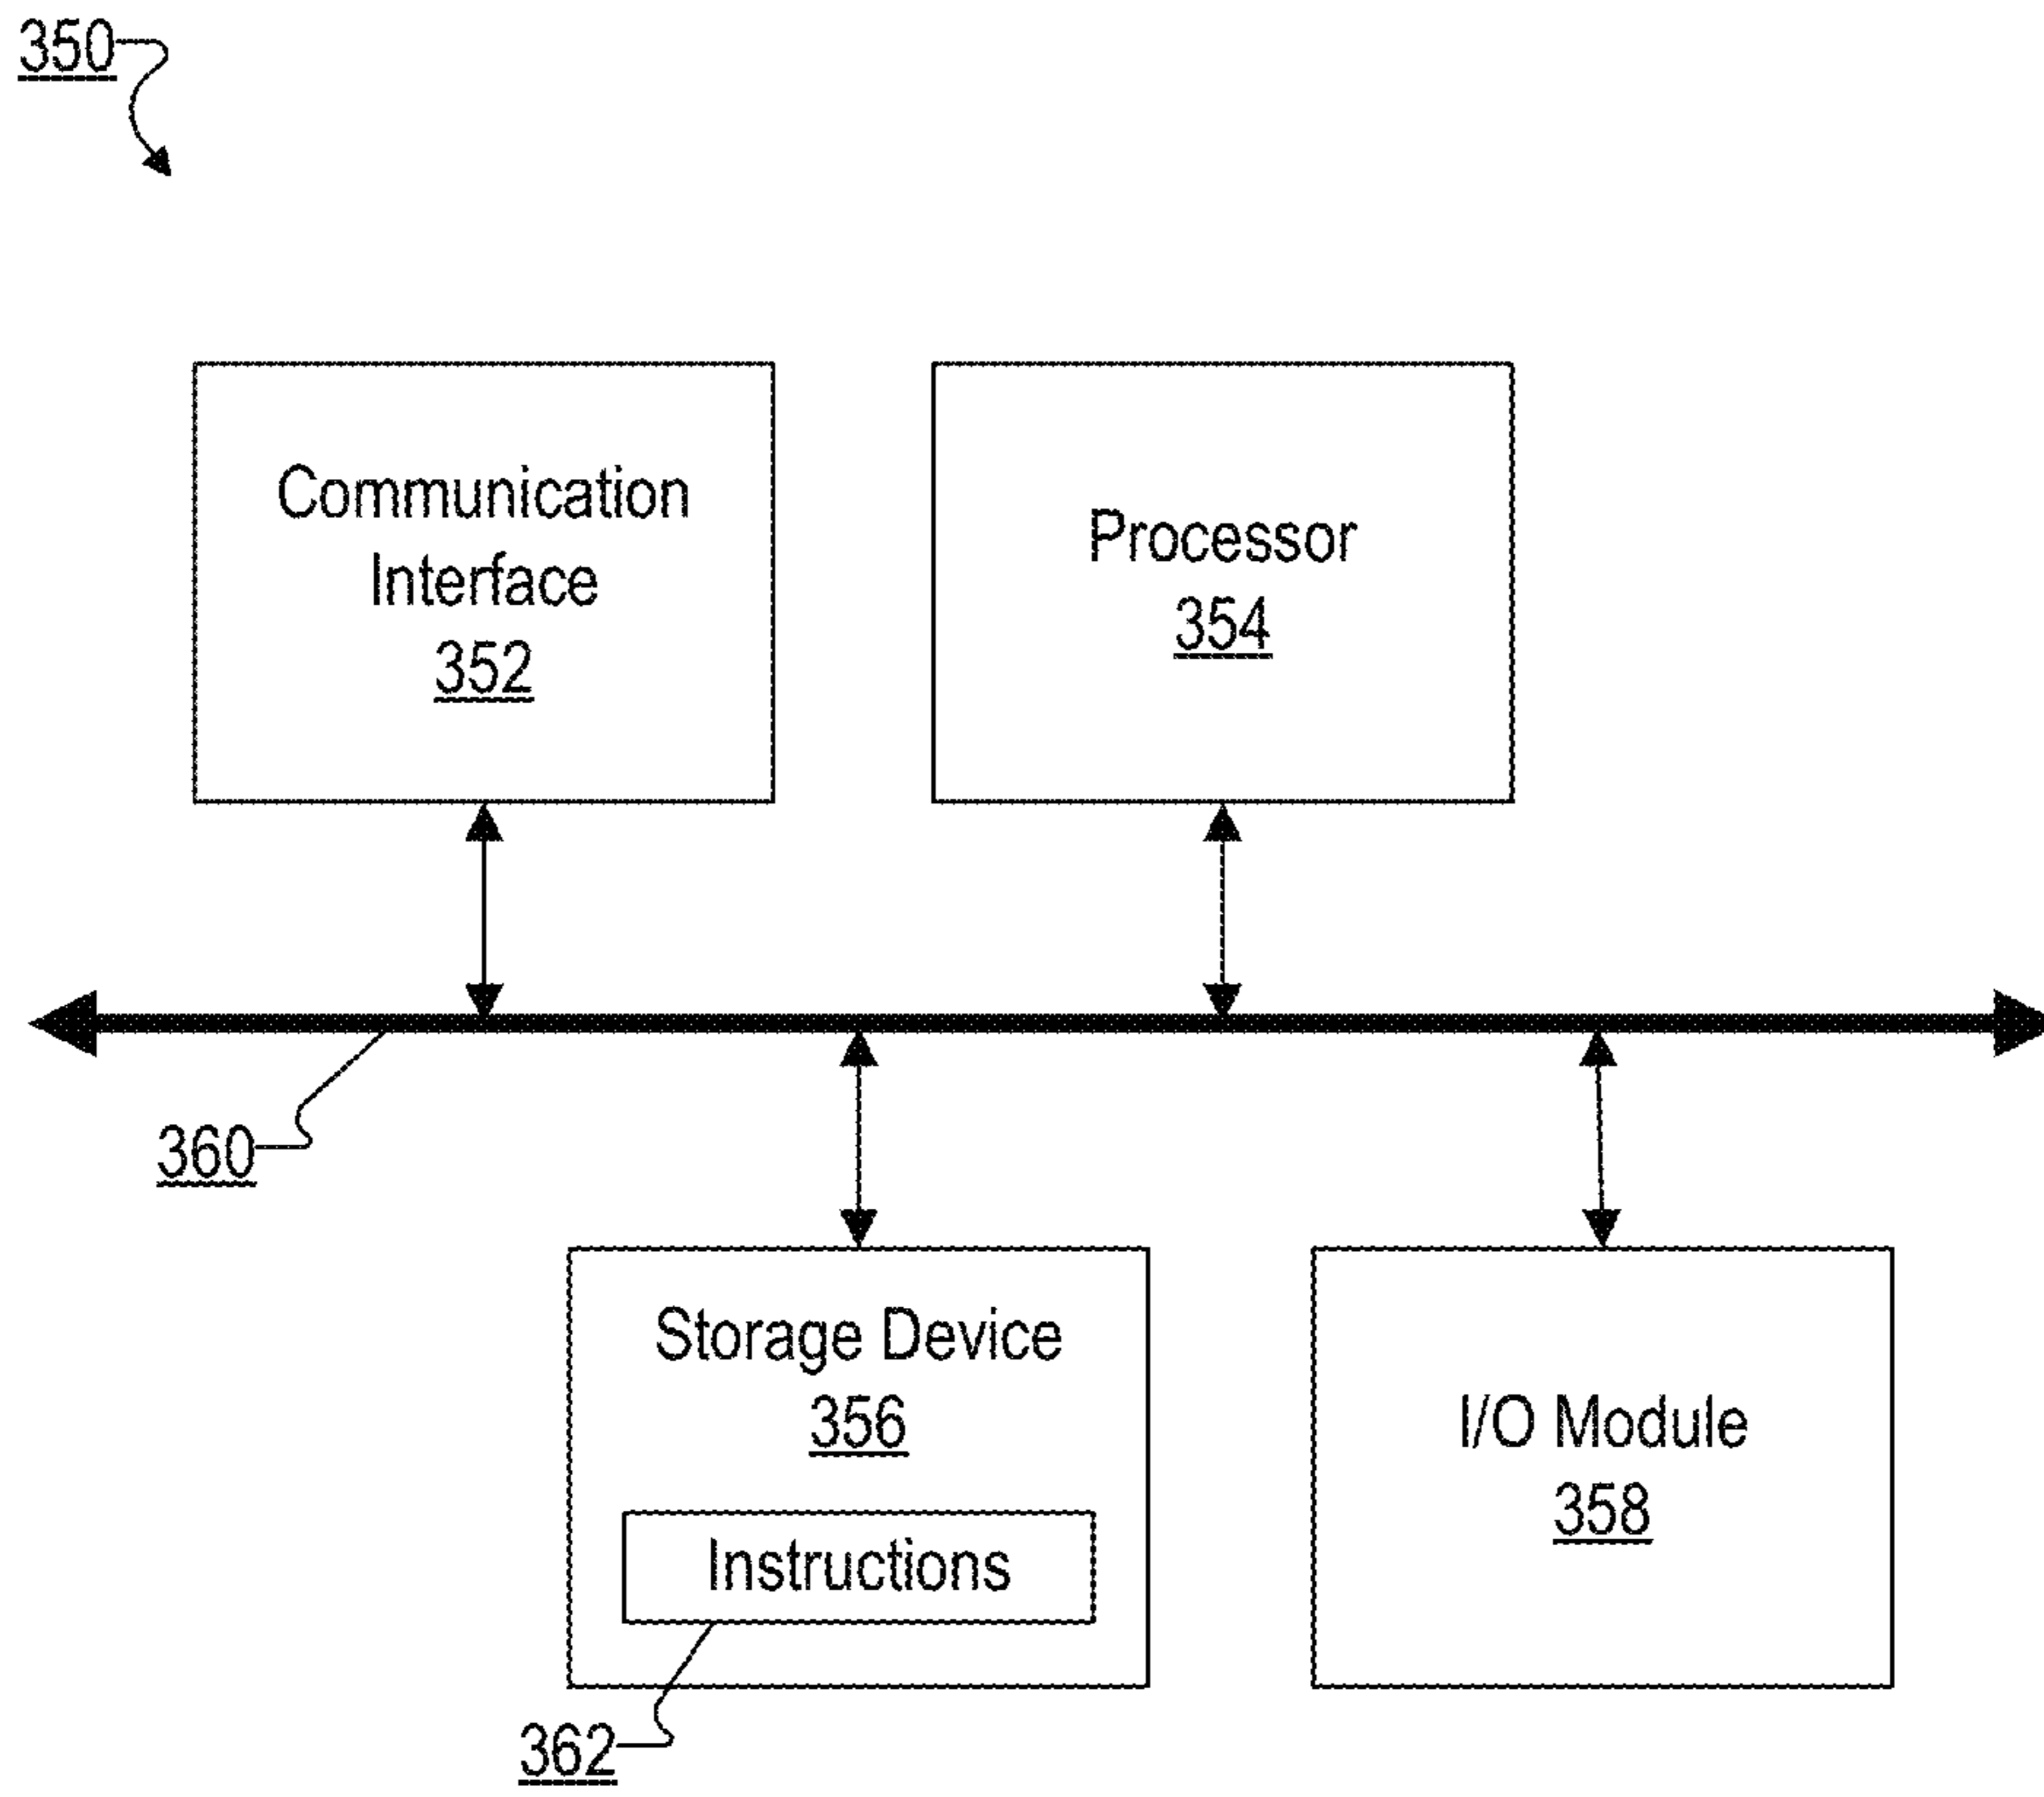 350
Communication
Interface
352
Processor
354
360
Storage Device
356
Instructions
I/O Module
358
362